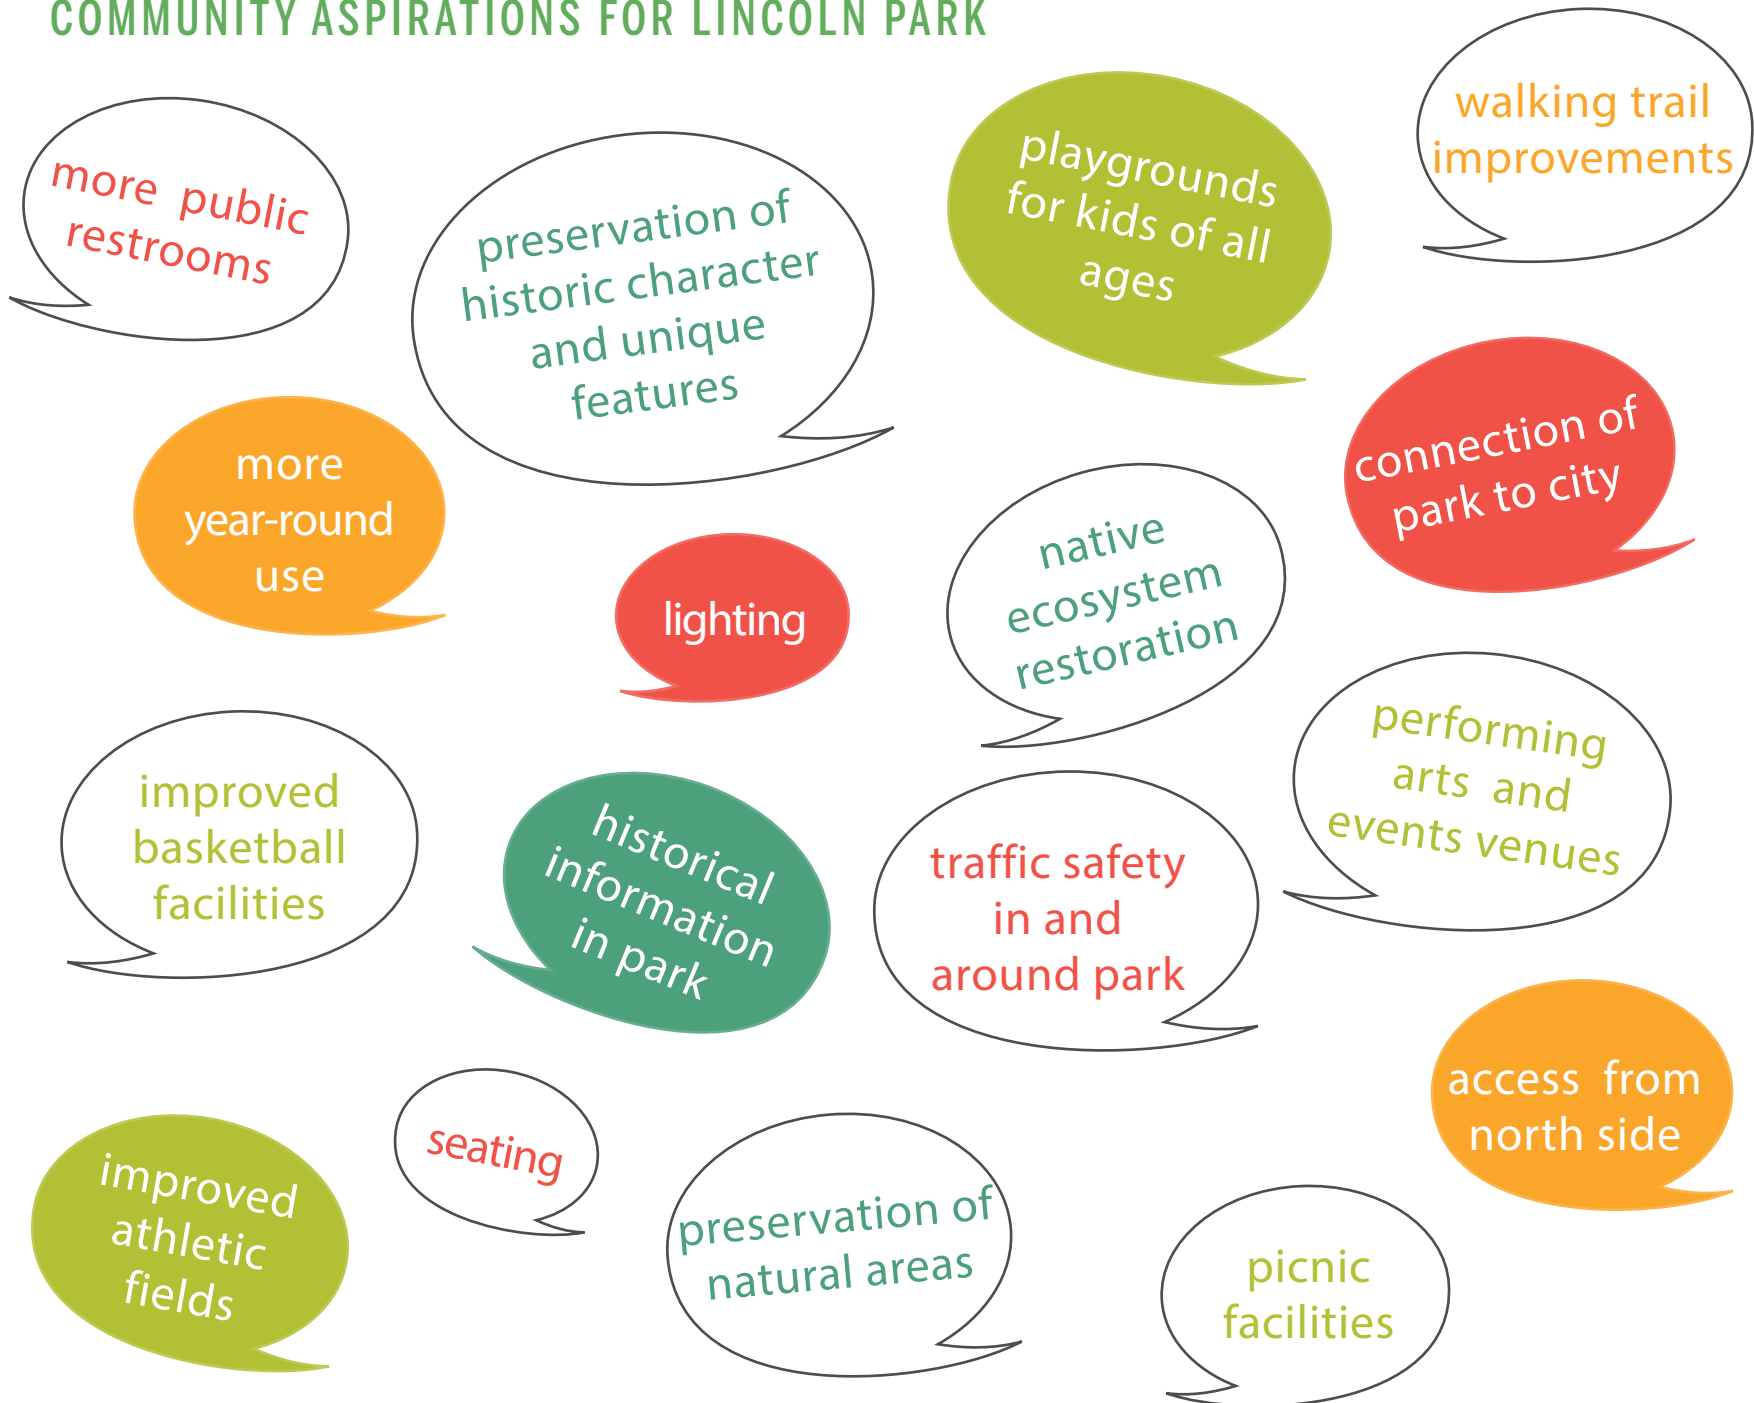 COMMUNITY ASPIRATIONS FOR LINCOLN PARK
more public
restrooms
preservation of
historic character
and unique
features
playgrounds
for kids of all
ages
walking trail
improvements
more
year-round
use
lighting
native
ecosystem
restoration
connection of
park to city
improved
basketball
facilities
historical
information
in park
traffic safety
in and
around park
performing
arts and
events venues
improved
athletic
fields
seating
preservation of
natural areas
picnic
facilities
access from
north side